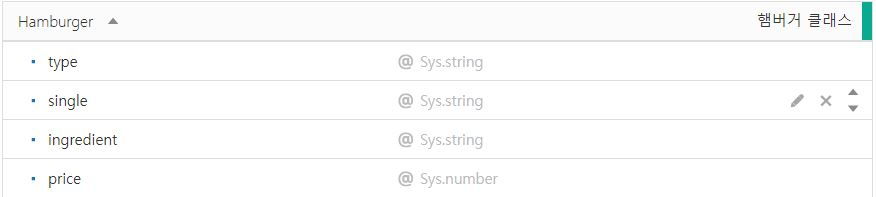 Hamburger 햄버거 클래스
type @ Sys.string
single @ Sys.string
ingredient @ Sys.string
price @ Sys.number